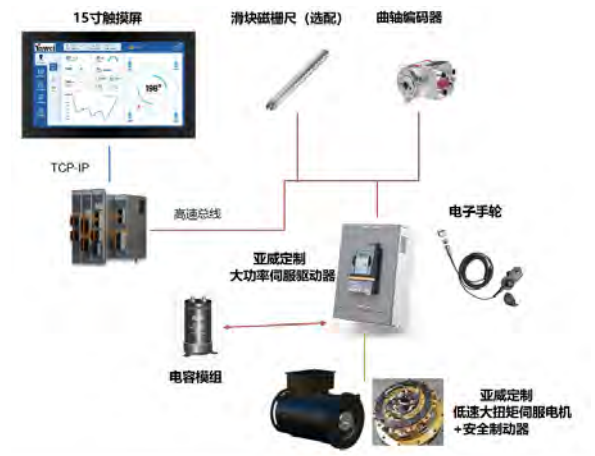 15寸触摸屏
滑块磁栅尺（选配）
曲轴编码器
Yawei
196°
TCP-IP
高速总线
电子手轮
亚威定制
大功率伺服驱动器
电容模组
亚威定制
低速大扭矩伺服电机
+安全制动器